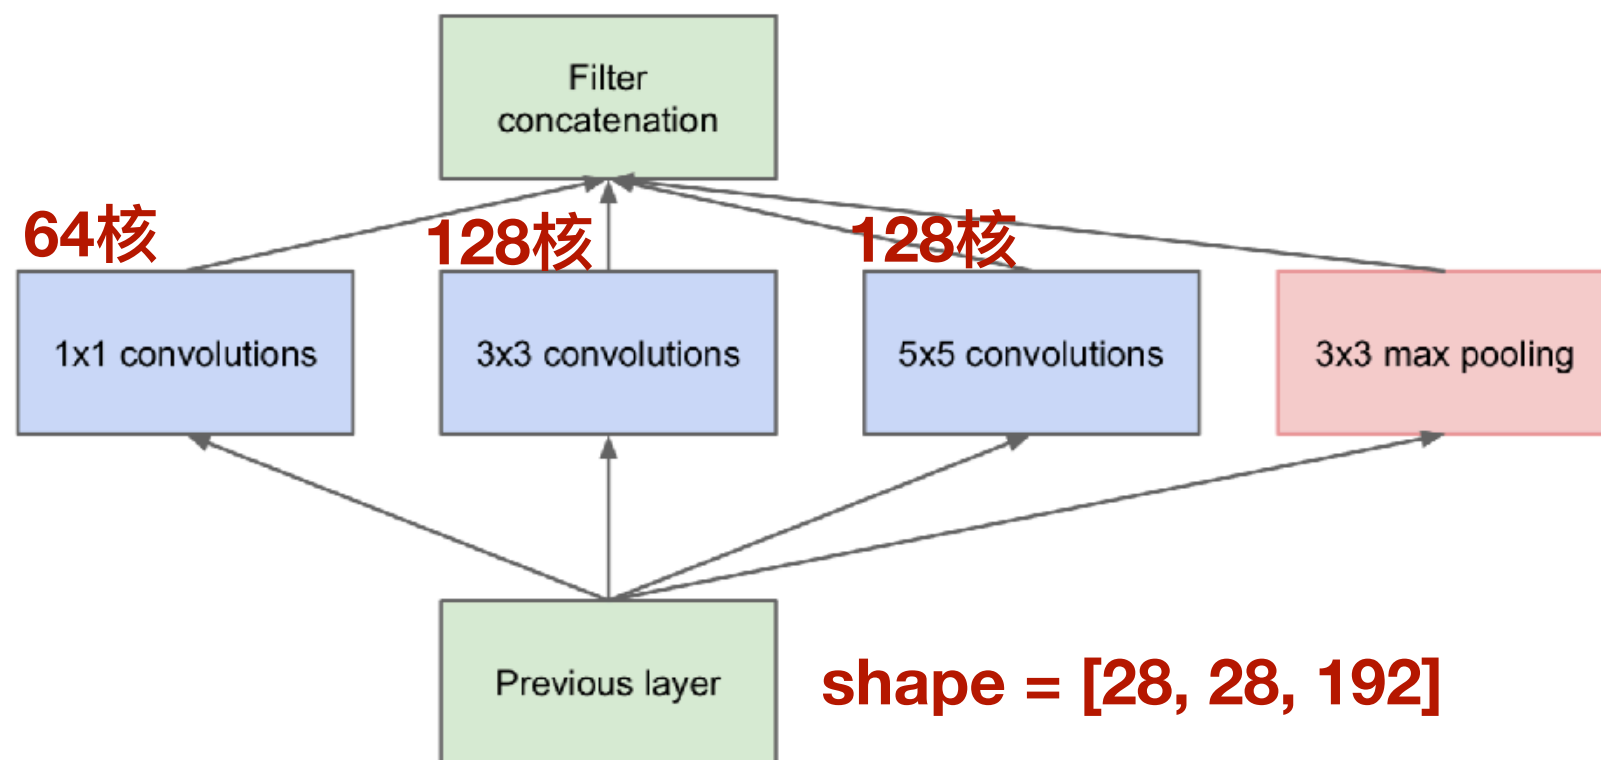 Filter
concatenation
64核
128核
128核
1x1 convolutions
3x3 convolutions
5x5 convolutions
3x3 max pooling
Previous layer
shape = [28, 28, 192]